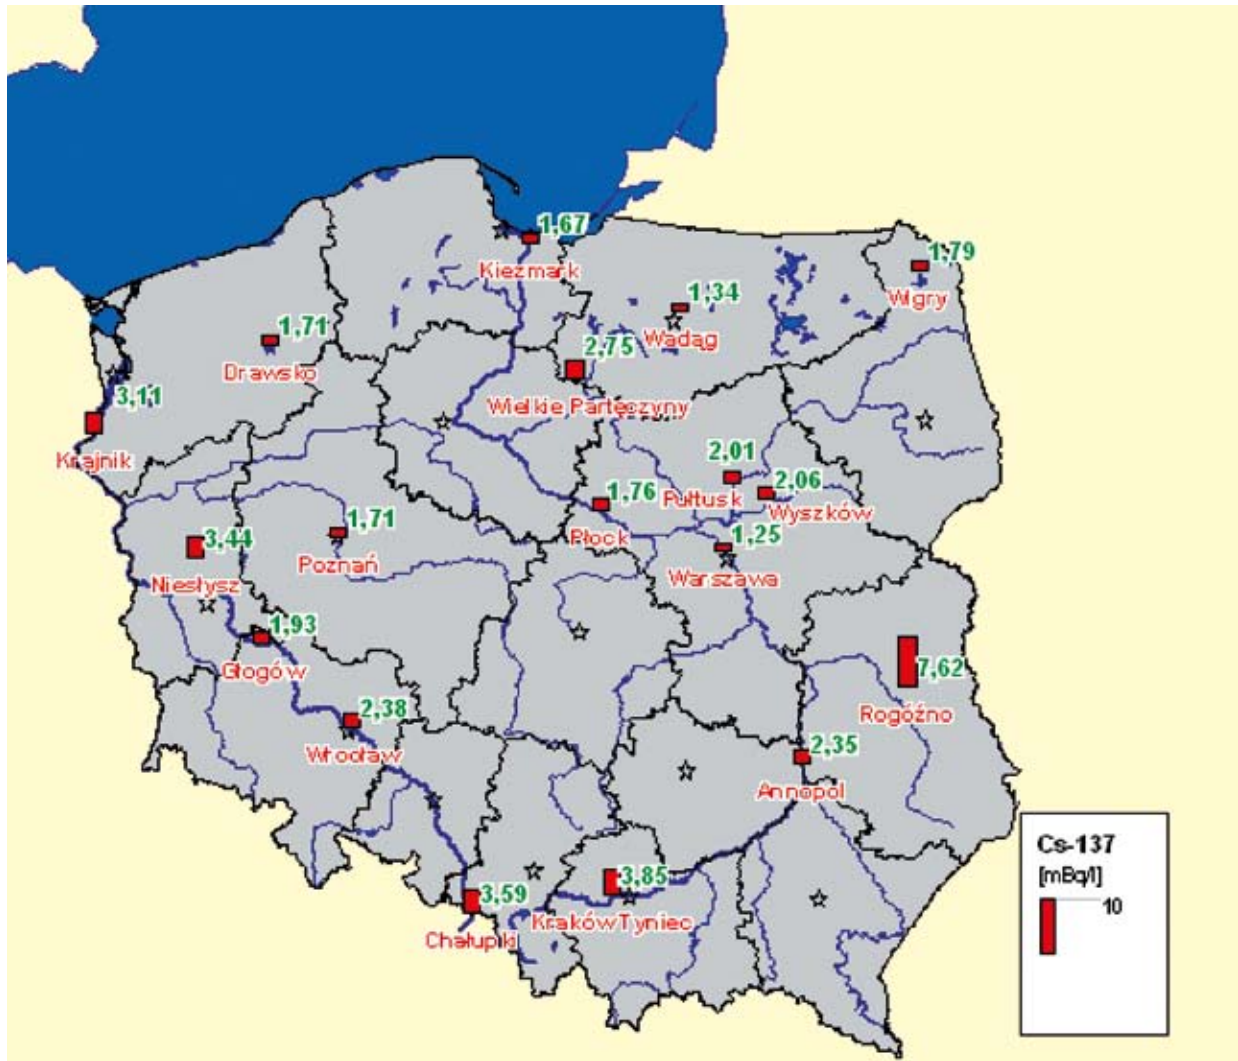 1,67
Kiezmark
1,79
Wigry
1,34
Wadąg
1,71
Drawsko
2,75
Wielkie Partęczyny
3,11
Krajnik
2,01
Pułtusk
2,06
Wyszków
1,76
Płock
1,71
Poznań
1,25
Warszawa
3,44
Niesłysz
1,93
Głogów
7,62
Rogóźno
2,38
Wrocław
2,35
Annopol
3,85
KrakówTyniec
3,59
Chałupki
Cs-137
[mBq/l]
10